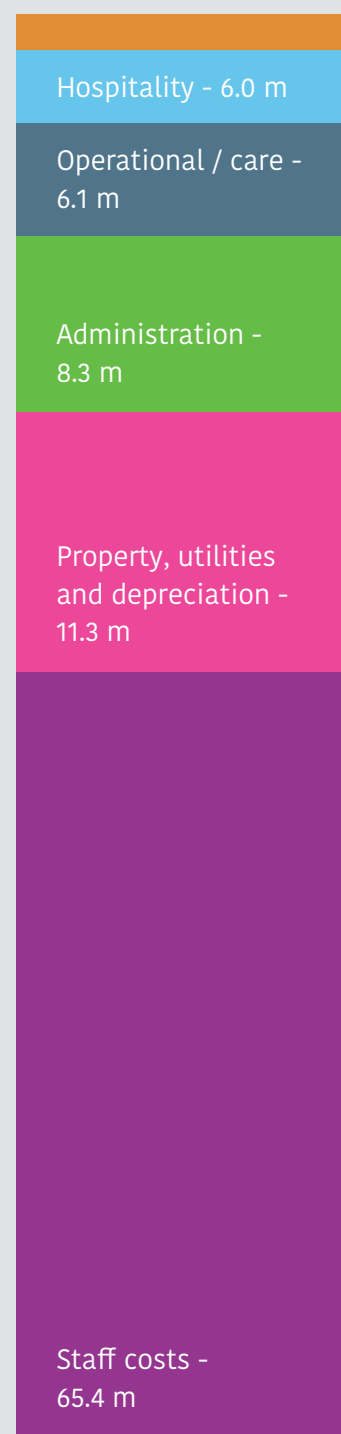 Hospitality - 6.0 m
Operational / care -
6.1 m
Administration -
8.3 m
Property, utilities
and depreciation -
11.3 m
Staff costs -
65.4 m